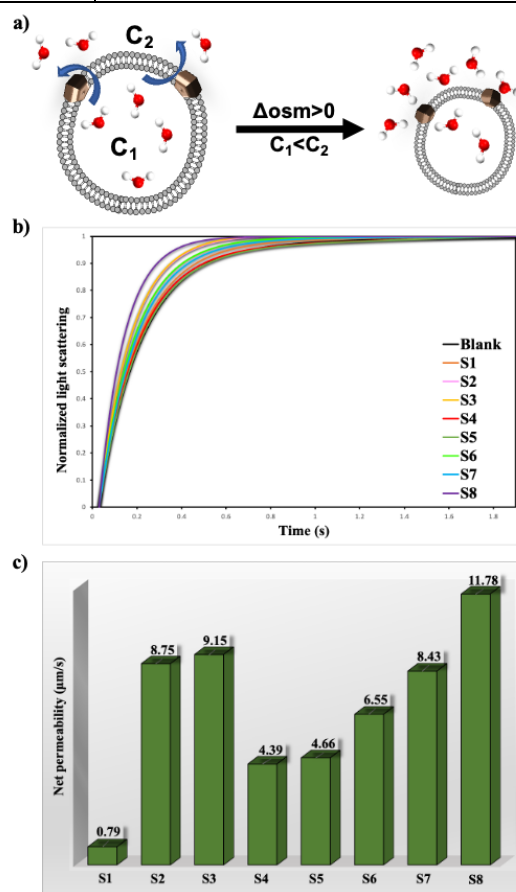 a)
C2
C1
Δosm>0
C1<C2
b)
Normalized light scattering
1
0.9
0.8
0.7
0.6
0.5
0.4
0.3
0.2
0.1
0
0 0.2 0.4 0.6 0.8 1 1.2 1.4 1.6 1.8
Time (s)
Blank
S1
S2
S3
S4
S5
S6
S7
S8
c)
Net permeability (µm/s)
0.79 8.75 9.15 4.39 4.66 6.55 8.43 11.78
S1 S2 S3 S4 S5 S6 S7 S8